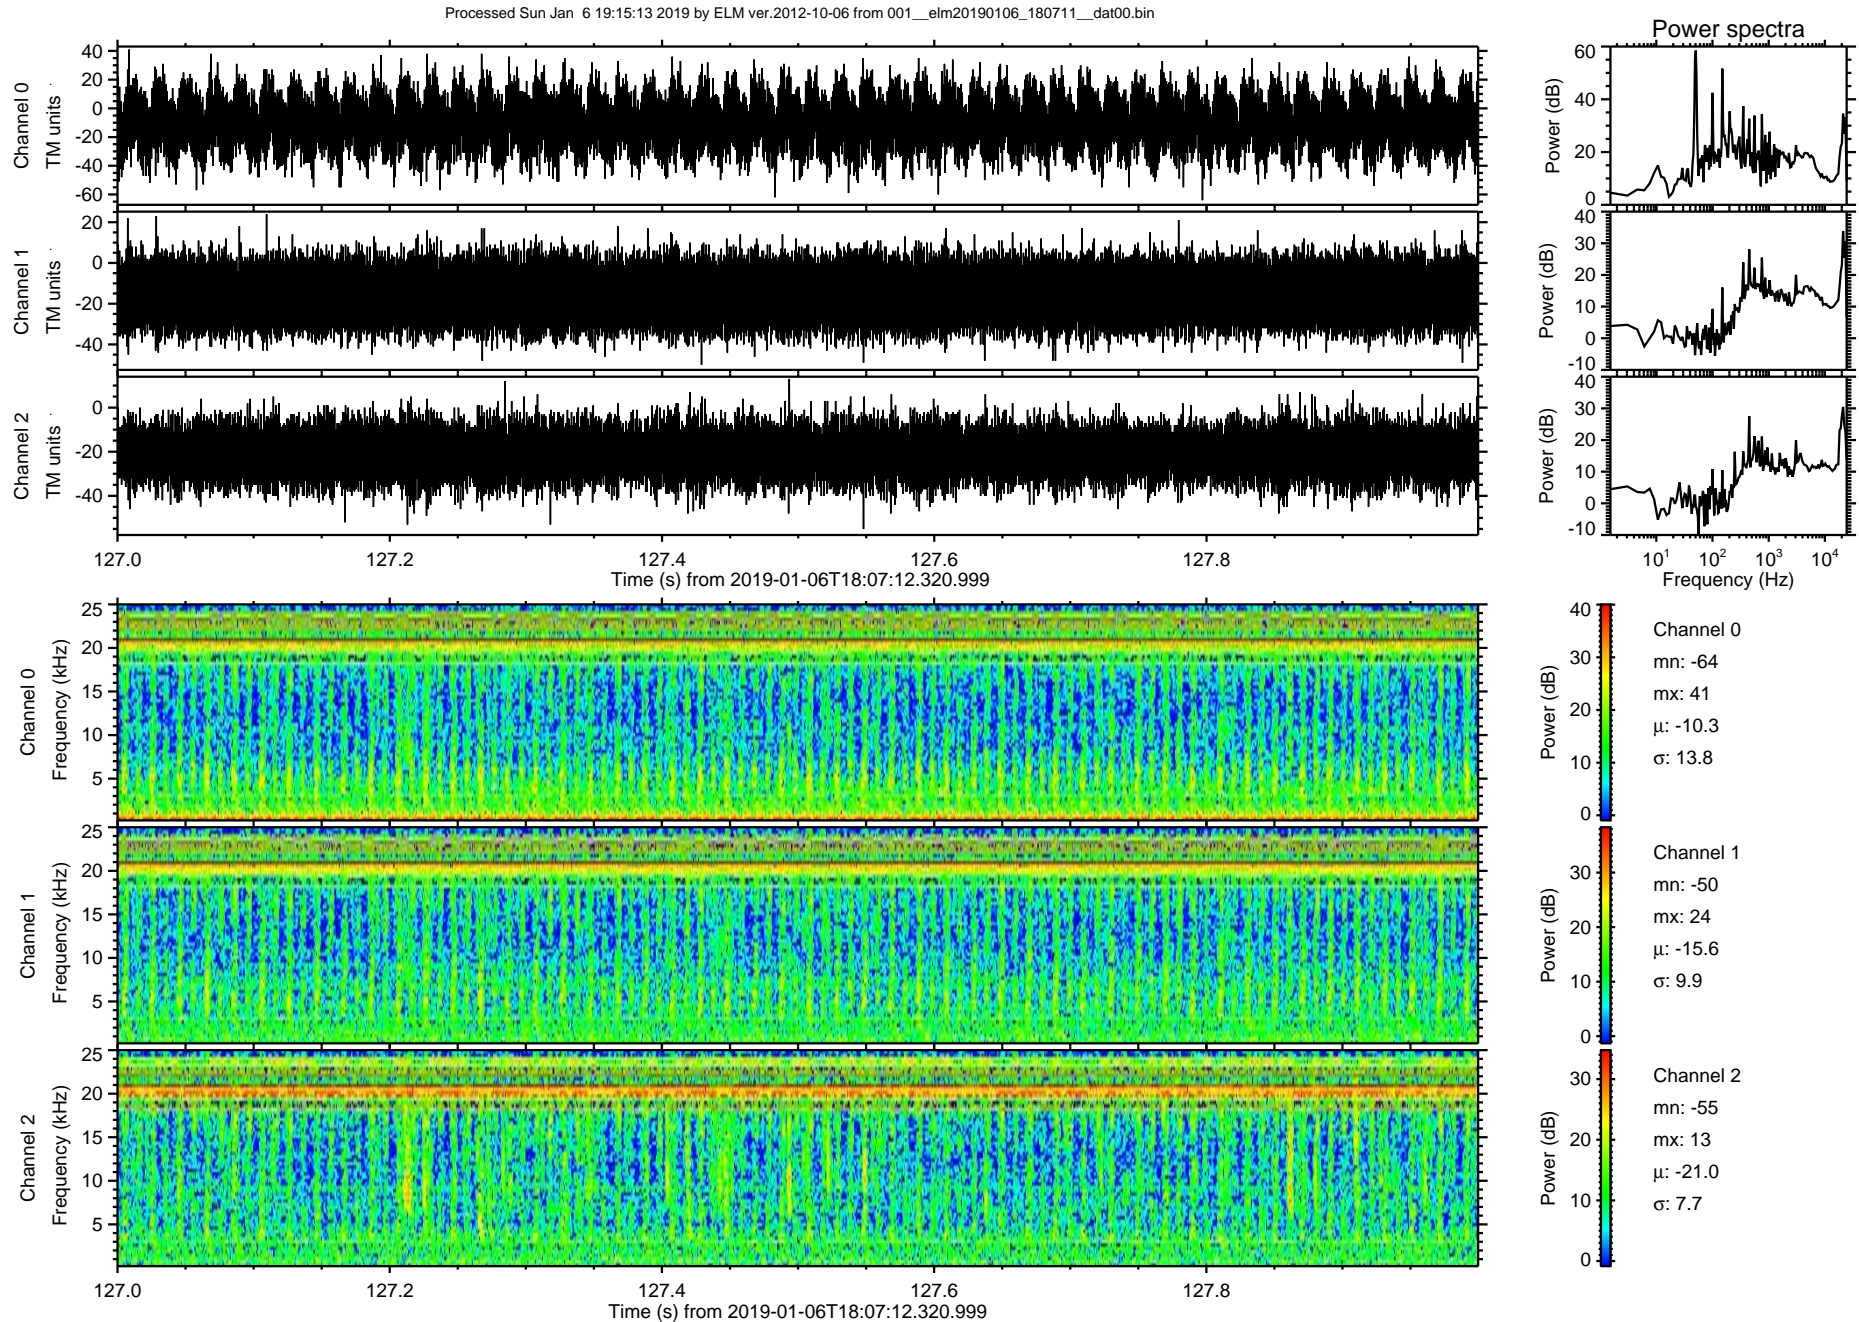 Processed Sun Jan  6 19:15:13 2019 by ELM ver.2012-10-06 from 001__elm20190106_180711__dat00.bin
Power spectra
Channel 0
TM units
40
20
0
-20
-40
-60
Power (dB)
60
40
20
0
Channel 1
TM units
20
0
-20
-40
Power (dB)
40
30
20
10
0
-10
Channel 2
TM units
0
-20
-40
Power (dB)
40
30
20
10
0
-10
127.0 127.2 127.4 127.6 127.8
Time (s) from 2019-01-06T18:07:12.320.999
10¹ 10² 10³ 10⁴
Frequency (Hz)
Channel 0
Frequency (kHz)
25
20
15
10
5
Power (dB)
40
30
20
10
0
Channel 0
mn: -64
mx: 41
μ: -10.3
σ: 13.8
Channel 1
Frequency (kHz)
25
20
15
10
5
Power (dB)
30
20
10
0
Channel 1
mn: -50
mx: 24
μ: -15.6
σ: 9.9
Channel 2
Frequency (kHz)
25
20
15
10
5
Power (dB)
30
20
10
0
Channel 2
mn: -55
mx: 13
μ: -21.0
σ: 7.7
127.0 127.2 127.4 127.6 127.8
Time (s) from 2019-01-06T18:07:12.320.999